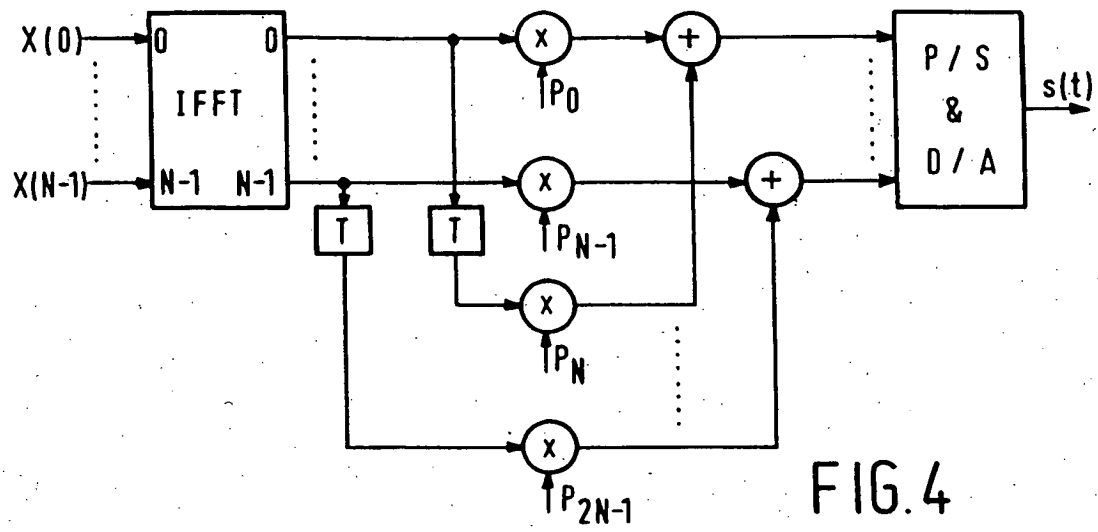 X(0)
0
0
IFFT
X(N-1)
N-1
N-1
T
T
X
P0
X
PN-1
X
PN
X
P2N-1
+
+
P / S
&
D / A
s(t)
FIG. 4